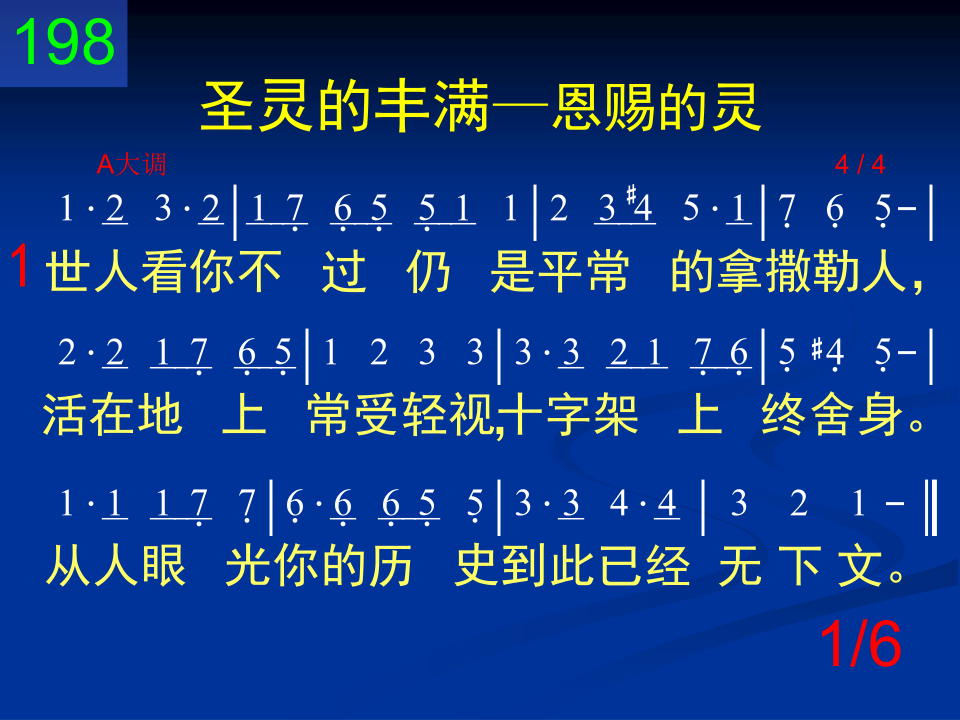 198
圣灵的丰满—恩赐的灵
A大调 4 / 4
1 · 2 3 · 2 | 1 7̣ 6̣ 5̣ 5̣ 1 1 | 2 3 ♯4 5 · 1 | 7̣ 6̣ 5̣ – |
1 世人看你不 过 仍 是平常 的拿撒勒人，
2 · 2 1 7̣ 6̣ 5̣ | 1 2 3 3 | 3 · 3 2 1 7̣ 6̣ | 5̣ ♯4̣ 5̣ – |
活在地 上 常受轻视，十字架 上 终舍身。
1 · 1 1 7̣ 7̣ | 6̣ · 6̣ 6̣ 5̣ 5̣ | 3 · 3 4 · 4 | 3 2 1 – ‖
从人眼 光你的历 史到此已经 无 下 文。
1/6